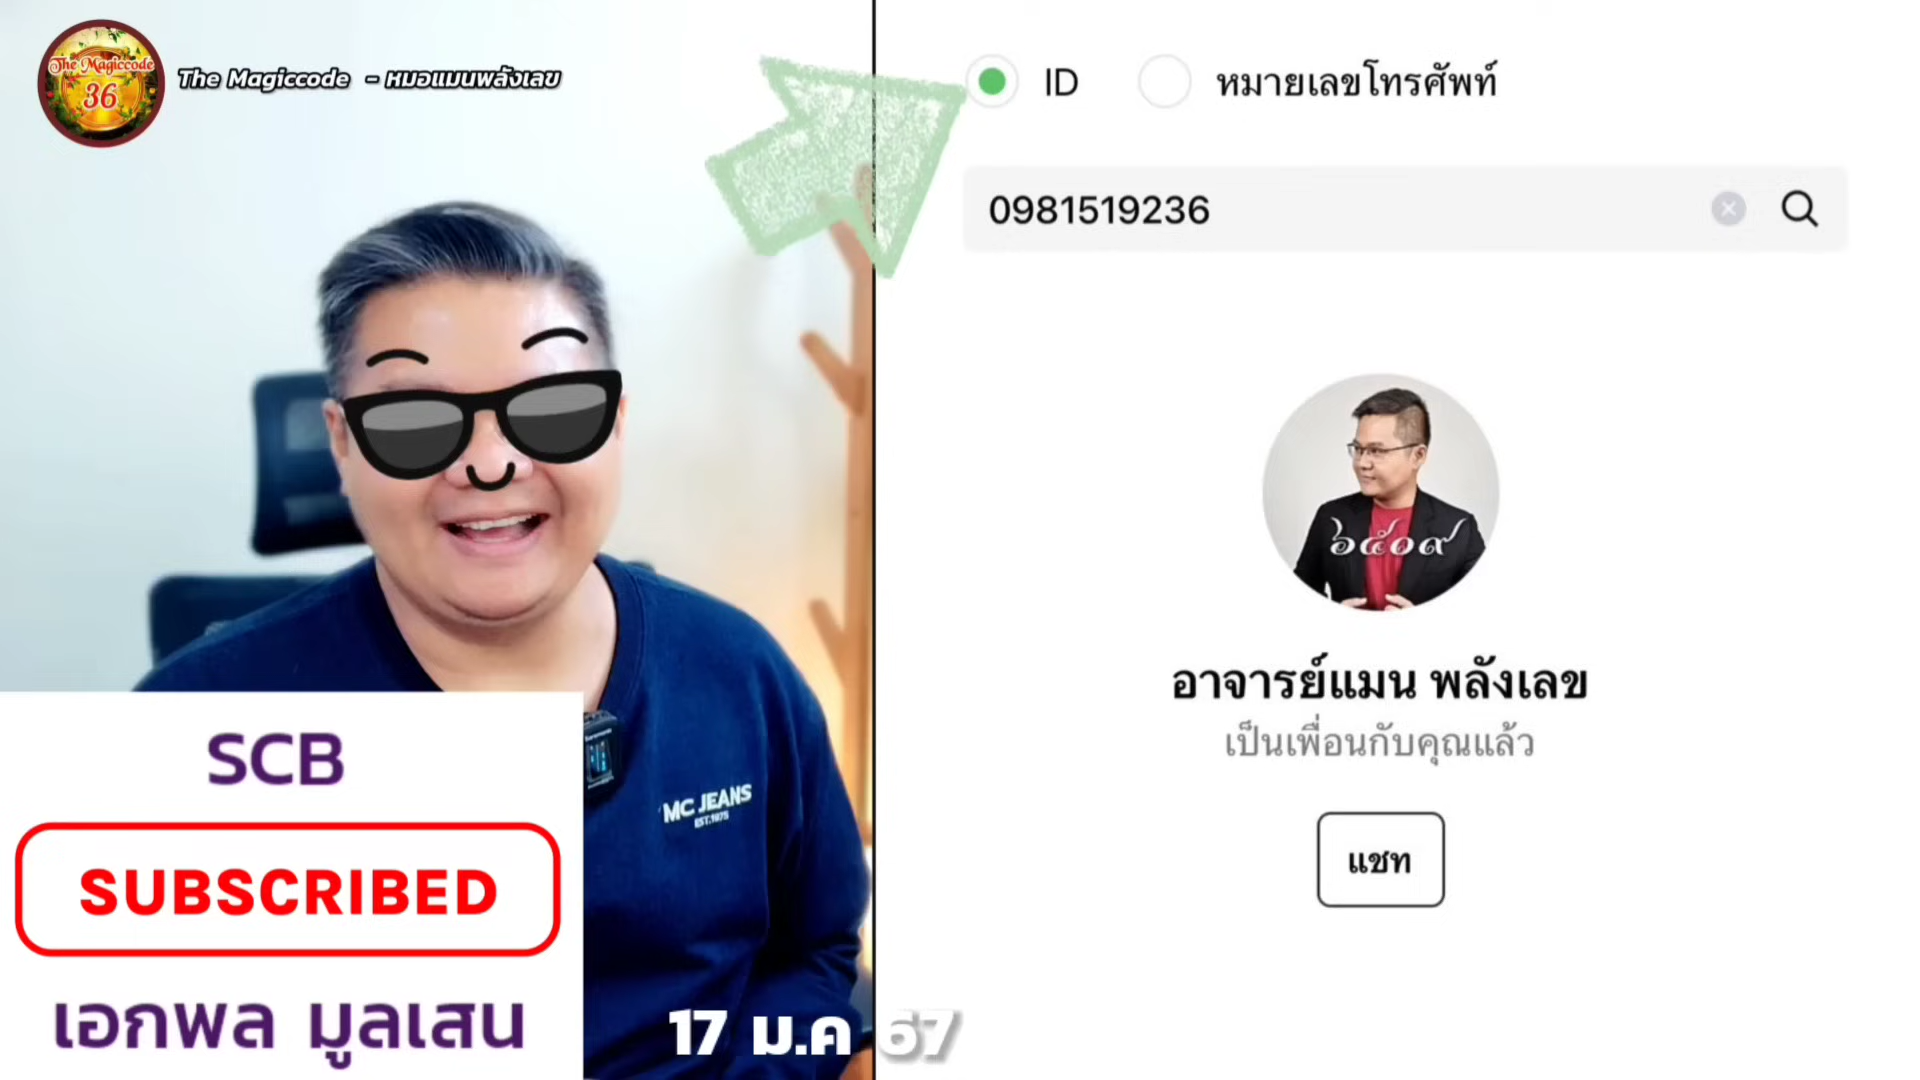 The Magiccode
36
The Magiccode - หมอแมนพลังเลข
ID
หมายเลขโทรศัพท์
0981519236
๖๕๐๙
อาจารย์แมน พลังเลข
เป็นเพื่อนกับคุณแล้ว
แชท
MC JEANS
EST.1975
SCB
SUBSCRIBED
เอกพล มูลเสน
17 ม.ค 67